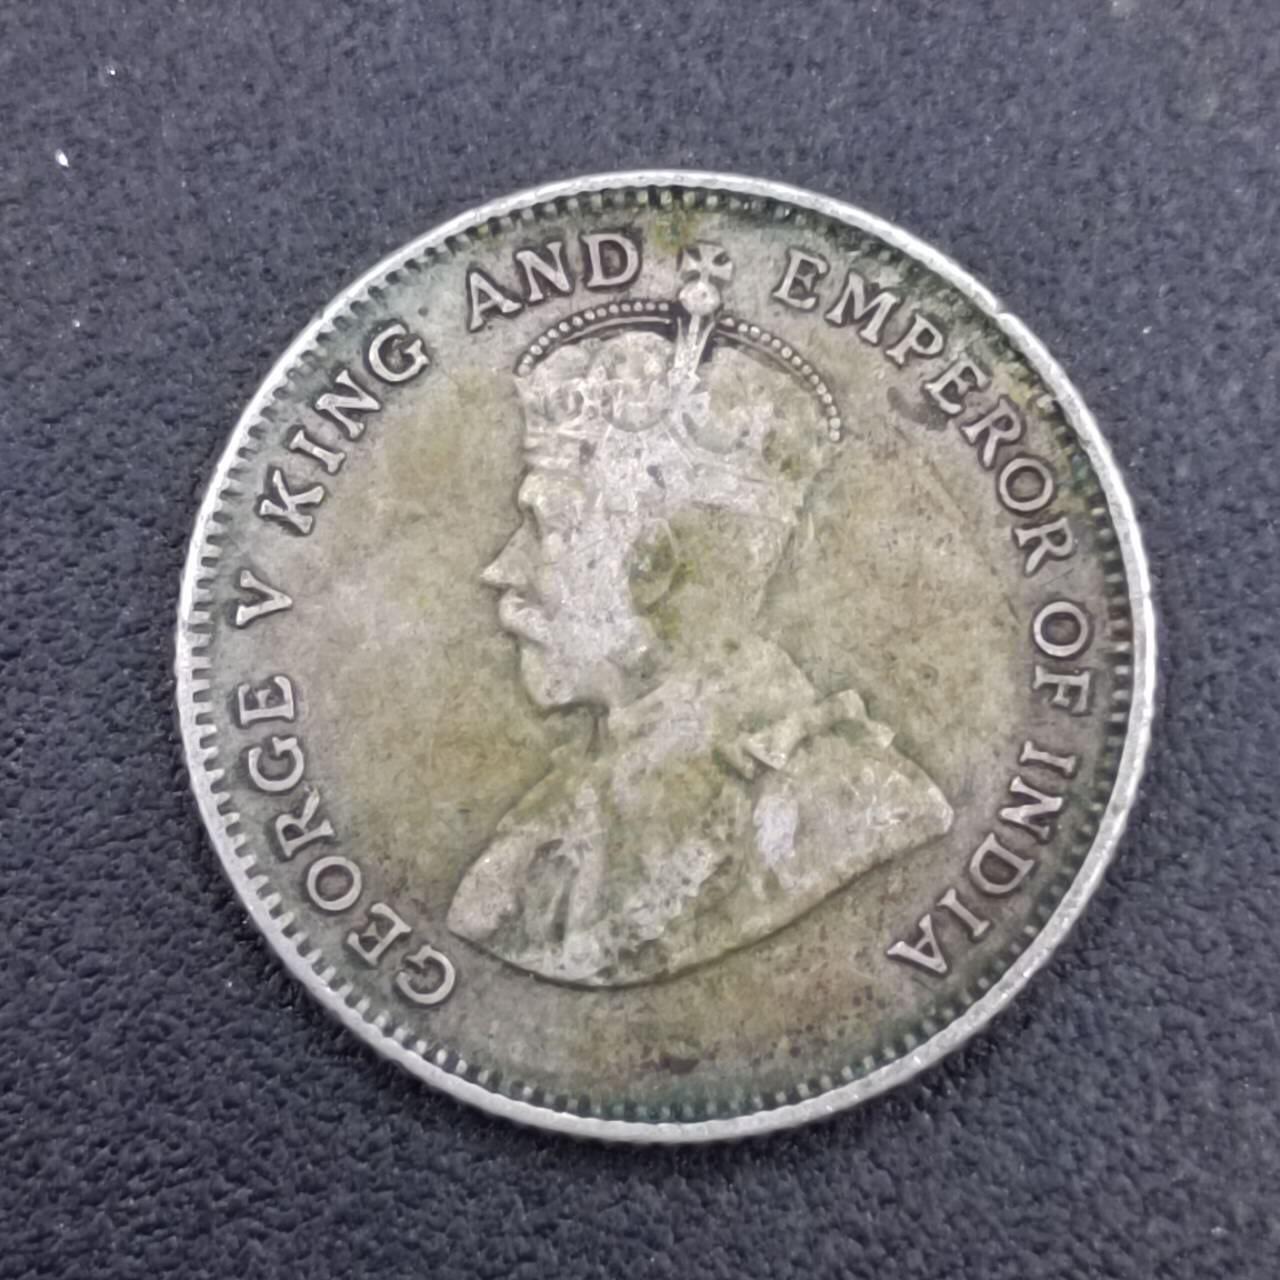 GEORGE V KING AND EMPEROR OF INDIA